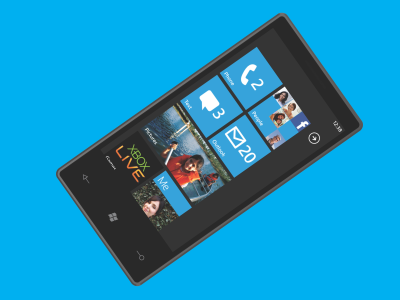 12:38
2
Phone
People
3
Text
20
Outlook
Pictures
XBOX
LIVE
Me
Games